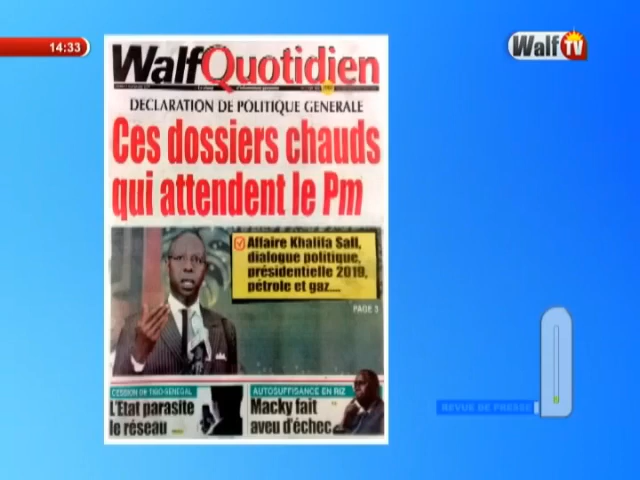 14:33
Walf TV
WalfQuotidien
DECLARATION DE POLITIQUE GENERALE
Ces dossiers chauds
qui attendent le Pm
Affaire Khalifa Sall,
dialogue politique,
présidentielle 2019,
pétrole et gaz....
PAGE 3
CESSION DE TIGO-SENEGAL
L'Etat parasite
le réseau
AUTOSUFFISANCE EN RIZ
Macky fait
aveu d'échec
REVUE DE PRESSE